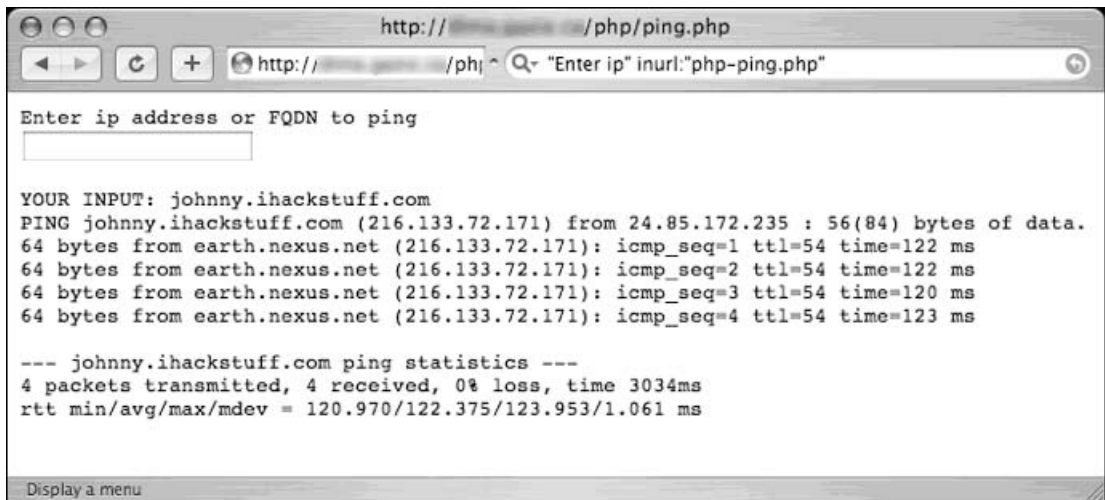 http:// /php/ping.php
http:// /ph
"Enter ip" inurl:"php-ping.php"
Enter ip address or FQDN to ping
YOUR INPUT: johnny.ihackstuff.com
PING johnny.ihackstuff.com (216.133.72.171) from 24.85.172.235 : 56(84) bytes of data.
64 bytes from earth.nexus.net (216.133.72.171): icmp_seq=1 ttl=54 time=122 ms
64 bytes from earth.nexus.net (216.133.72.171): icmp_seq=2 ttl=54 time=122 ms
64 bytes from earth.nexus.net (216.133.72.171): icmp_seq=3 ttl=54 time=120 ms
64 bytes from earth.nexus.net (216.133.72.171): icmp_seq=4 ttl=54 time=123 ms
--- johnny.ihackstuff.com ping statistics ---
4 packets transmitted, 4 received, 0% loss, time 3034ms
rtt min/avg/max/mdev = 120.970/122.375/123.953/1.061 ms
Display a menu